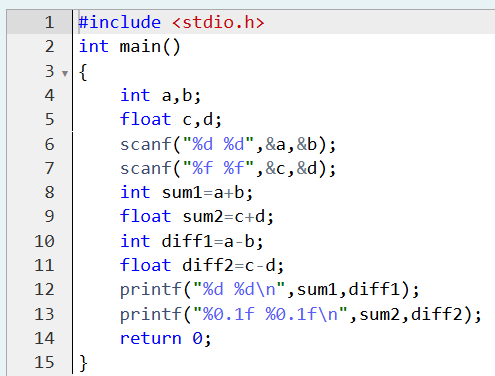 1 #include <stdio.h>
2 int main()
3 {
4     int a,b;
5     float c,d;
6     scanf("%d %d",&a,&b);
7     scanf("%f %f",&c,&d);
8     int sum1=a+b;
9     float sum2=c+d;
10     int diff1=a-b;
11     float diff2=c-d;
12     printf("%d %d\n",sum1,diff1);
13     printf("%0.1f %0.1f\n",sum2,diff2);
14     return 0;
15 }